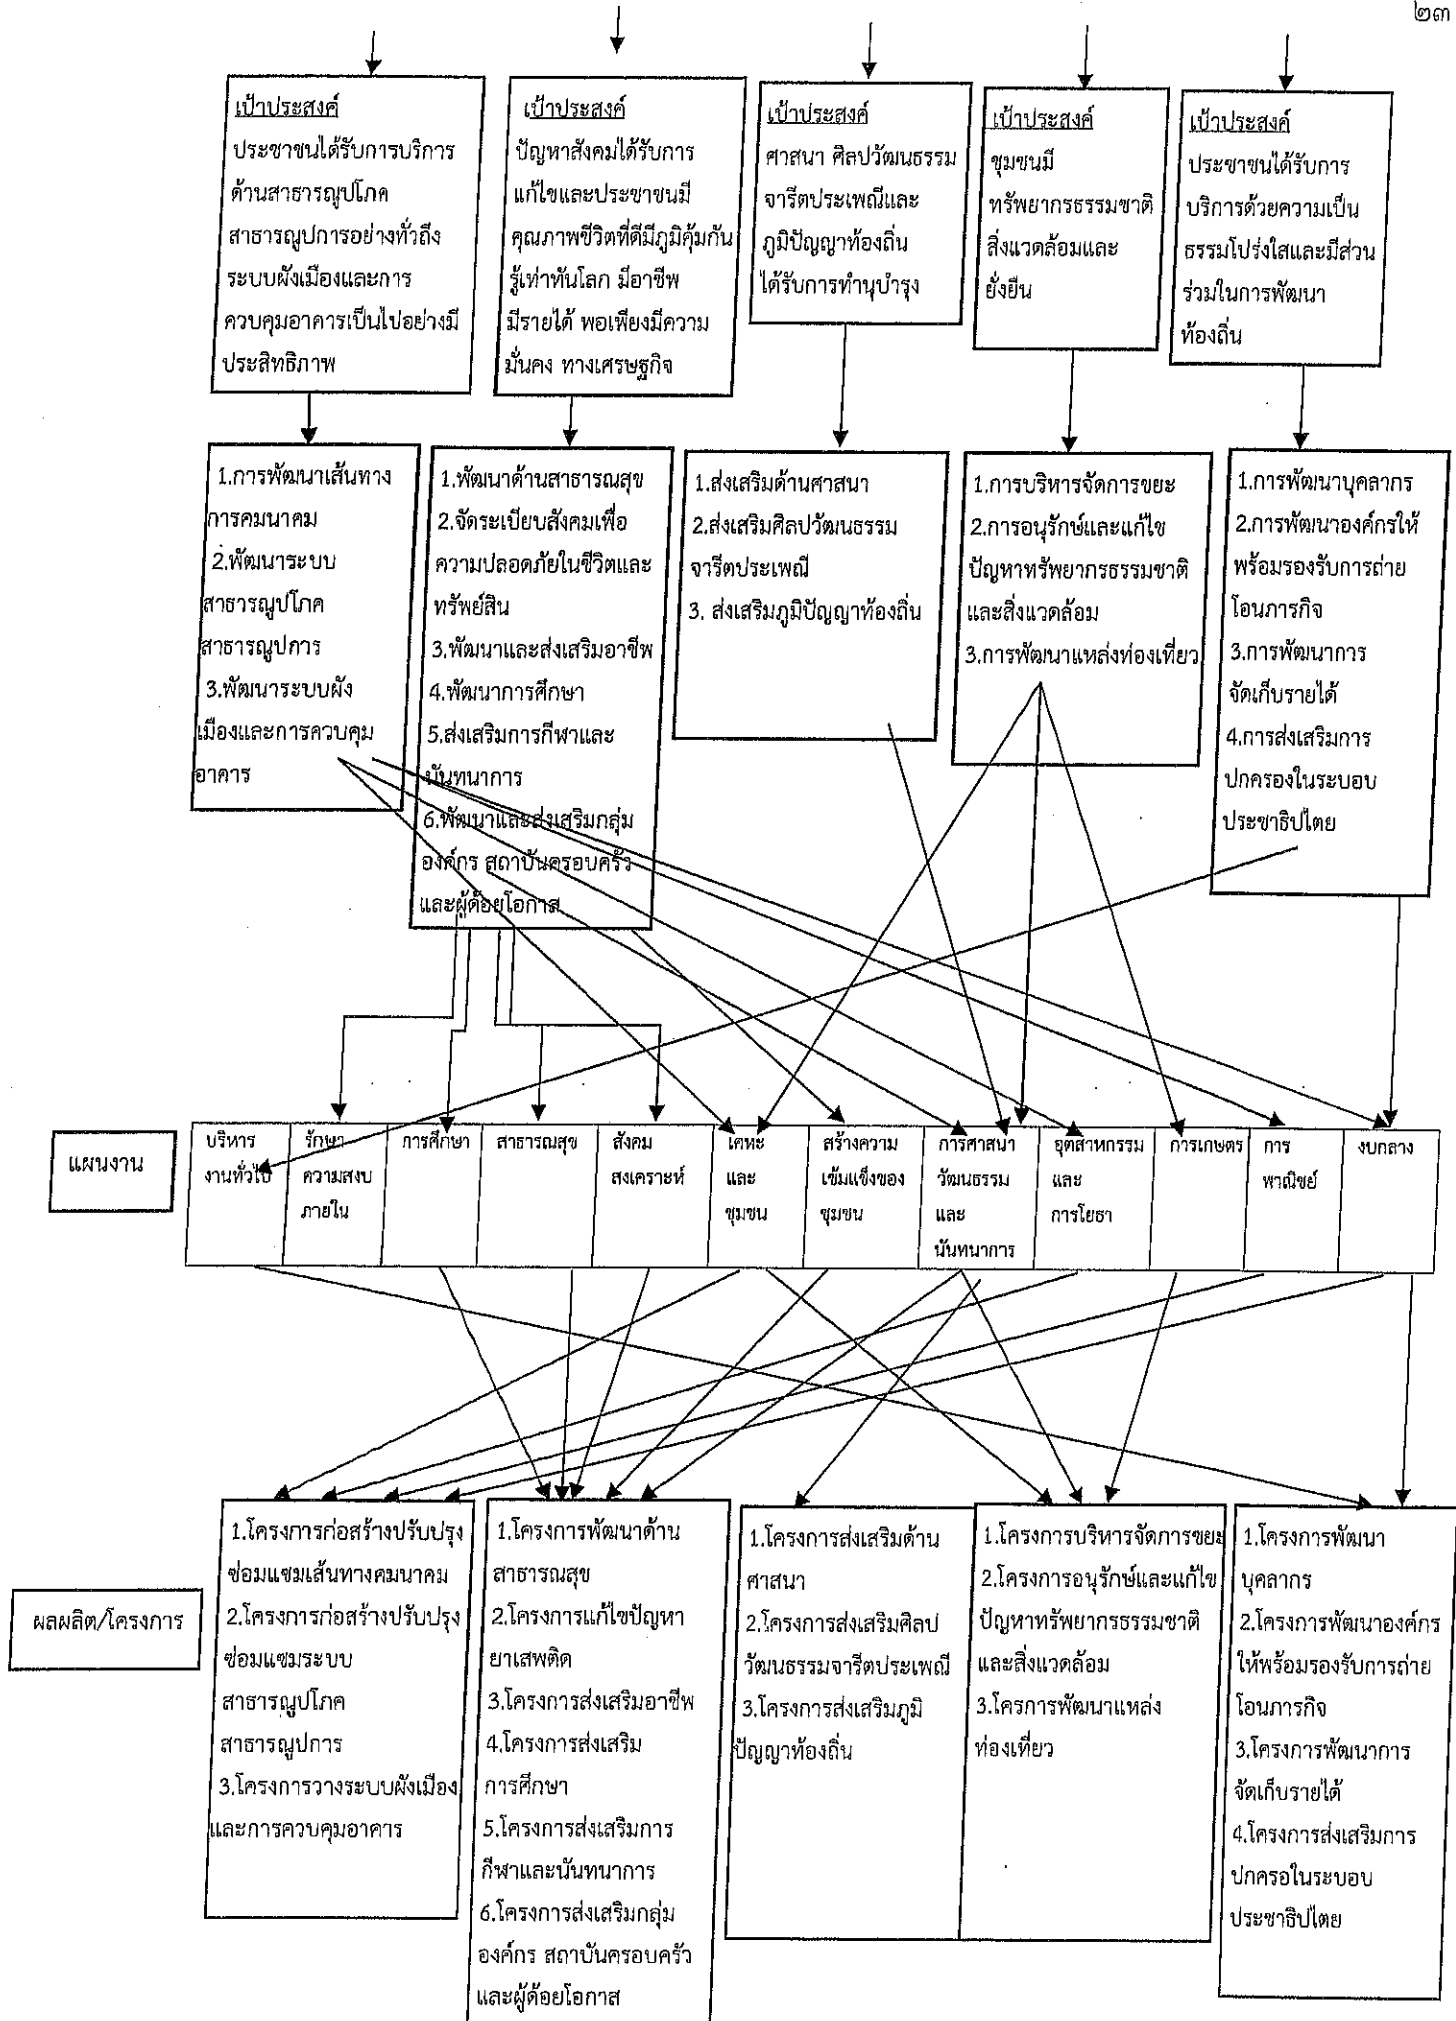 ๒๓
เป้าประสงค์
ประชาชนได้รับการบริการ
ด้านสาธารณูปโภค
สาธารณูปการอย่างทั่วถึง
ระบบผังเมืองและการ
ควบคุมอาคารเป็นไปอย่างมี
ประสิทธิภาพ
เป้าประสงค์
ปัญหาสังคมได้รับการ
แก้ไขและประชาชนมี
คุณภาพชีวิตที่ดีมีภูมิคุ้มกัน
รู้เท่าทันโลก มีอาชีพ
มีรายได้ พอเพียงมีความ
มั่นคง ทางเศรษฐกิจ
เป้าประสงค์
ศาสนา ศิลปวัฒนธรรม
จารีตประเพณีและ
ภูมิปัญญาท้องถิ่น
ได้รับการทำนุบำรุง
เป้าประสงค์
ชุมชนมี
ทรัพยากรธรรมชาติ
สิ่งแวดล้อมและ
ยั่งยืน
เป้าประสงค์
ประชาชนได้รับการ
บริการด้วยความเป็น
ธรรมโปร่งใสและมีส่วน
ร่วมในการพัฒนา
ท้องถิ่น
1.การพัฒนาเส้นทาง
การคมนาคม
2.พัฒนาระบบ
สาธารณูปโภค
สาธารณูปการ
3.พัฒนาระบบผัง
เมืองและการควบคุม
อาคาร
1.พัฒนาด้านสาธารณสุข
2.จัดระเบียบสังคมเพื่อ
ความปลอดภัยในชีวิตและ
ทรัพย์สิน
3.พัฒนาและส่งเสริมอาชีพ
4.พัฒนาการศึกษา
5.ส่งเสริมการกีฬาและ
นันทนาการ
6.พัฒนาและส่งเสริมกลุ่ม
องค์กร สถาบันครอบครัว
และผู้ด้อยโอกาส
1.ส่งเสริมด้านศาสนา
2.ส่งเสริมศิลปวัฒนธรรม
จารีตประเพณี
3. ส่งเสริมภูมิปัญญาท้องถิ่น
1.การบริหารจัดการขยะ
2.การอนุรักษ์และแก้ไข
ปัญหาทรัพยากรธรรมชาติ
และสิ่งแวดล้อม
3.การพัฒนาแหล่งท่องเที่ยว
1.การพัฒนาบุคลากร
2.การพัฒนาองค์กรให้
พร้อมรองรับการถ่าย
โอนภารกิจ
3.การพัฒนาการ
จัดเก็บรายได้
4.การส่งเสริมการ
ปกครองในระบอบ
ประชาธิปไตย
แผนงาน
บริหาร
งานทั่วไป
รักษา
ความสงบ
ภายใน
การศึกษา
สาธารณสุข
สังคม
สงเคราะห์
เคหะ
และ
ชุมชน
สร้างความ
เข้มแข็งของ
ชุมชน
การศาสนา
วัฒนธรรม
และ
นันทนาการ
อุตสาหกรรม
และ
การโยธา
การเกษตร
การ
พาณิชย์
งบกลาง
ผลผลิต/โครงการ
1.โครงการก่อสร้างปรับปรุง
ซ่อมแซมเส้นทางคมนาคม
2.โครงการก่อสร้างปรับปรุง
ซ่อมแซมระบบ
สาธารณูปโภค
สาธารณูปการ
3.โครงการวางระบบผังเมือง
และการควบคุมอาคาร
1.โครงการพัฒนาด้าน
สาธารณสุข
2.โครงการแก้ไขปัญหา
ยาเสพติด
3.โครงการส่งเสริมอาชีพ
4.โครงการส่งเสริม
การศึกษา
5.โครงการส่งเสริมการ
กีฬาและนันทนาการ
6.โครงการส่งเสริมกลุ่ม
องค์กร สถาบันครอบครัว
และผู้ด้อยโอกาส
1.โครงการส่งเสริมด้าน
ศาสนา
2.โครงการส่งเสริมศิลป
วัฒนธรรมจารีตประเพณี
3.โครงการส่งเสริมภูมิ
ปัญญาท้องถิ่น
1.โครงการบริหารจัดการขยะ
2.โครงการอนุรักษ์และแก้ไข
ปัญหาทรัพยากรธรรมชาติ
และสิ่งแวดล้อม
3.โครการพัฒนาแหล่ง
ท่องเที่ยว
1.โครงการพัฒนา
บุคลากร
2.โครงการพัฒนาองค์กร
ให้พร้อมรองรับการถ่าย
โอนภารกิจ
3.โครงการพัฒนาการ
จัดเก็บรายได้
4.โครงการส่งเสริมการ
ปกครอในระบอบ
ประชาธิปไตย